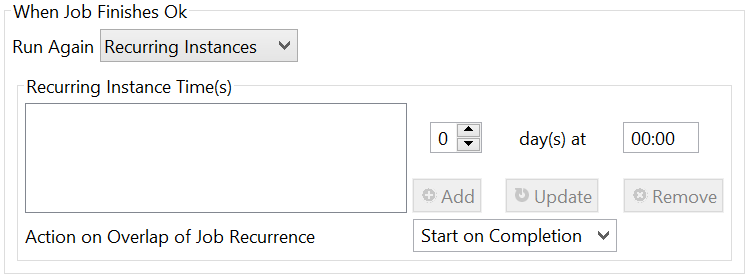 When Job Finishes Ok
Run Again Recurring Instances
Recurring Instance Time(s)
0 day(s) at 00:00
Add Update Remove
Action on Overlap of Job Recurrence Start on Completion